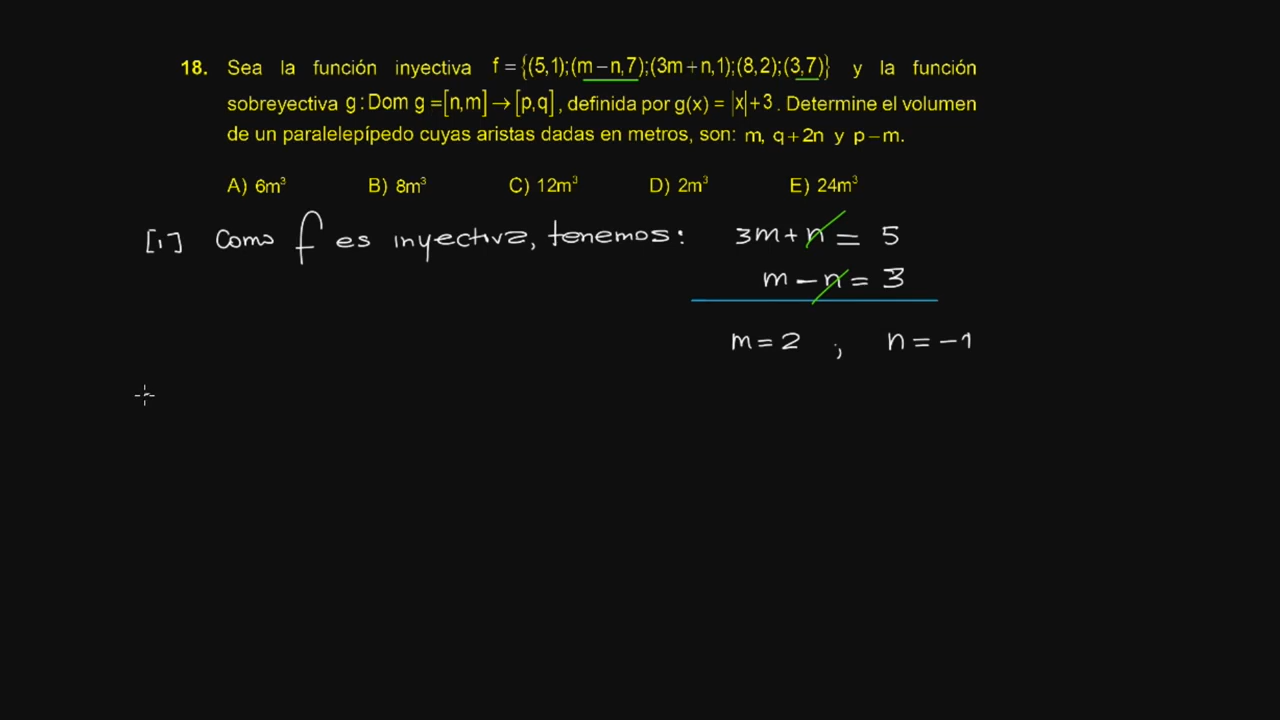 18. Sea la función inyectiva f = {(5,1);(m−n,7);(3m+n,1);(8,2);(3,7)} y la función
sobreyectiva g : Dom g = [n,m] → [p,q] , definida por g(x) = |x|+3 . Determine el volumen
de un paralelepípedo cuyas aristas dadas en metros, son: m, q+2n y p−m.
A) 6m³ B) 8m³ C) 12m³ D) 2m³ E) 24m³
[1] Como f es inyectiva, tenemos: 3m+n = 5
m−n = 3
m = 2 ; n = −1